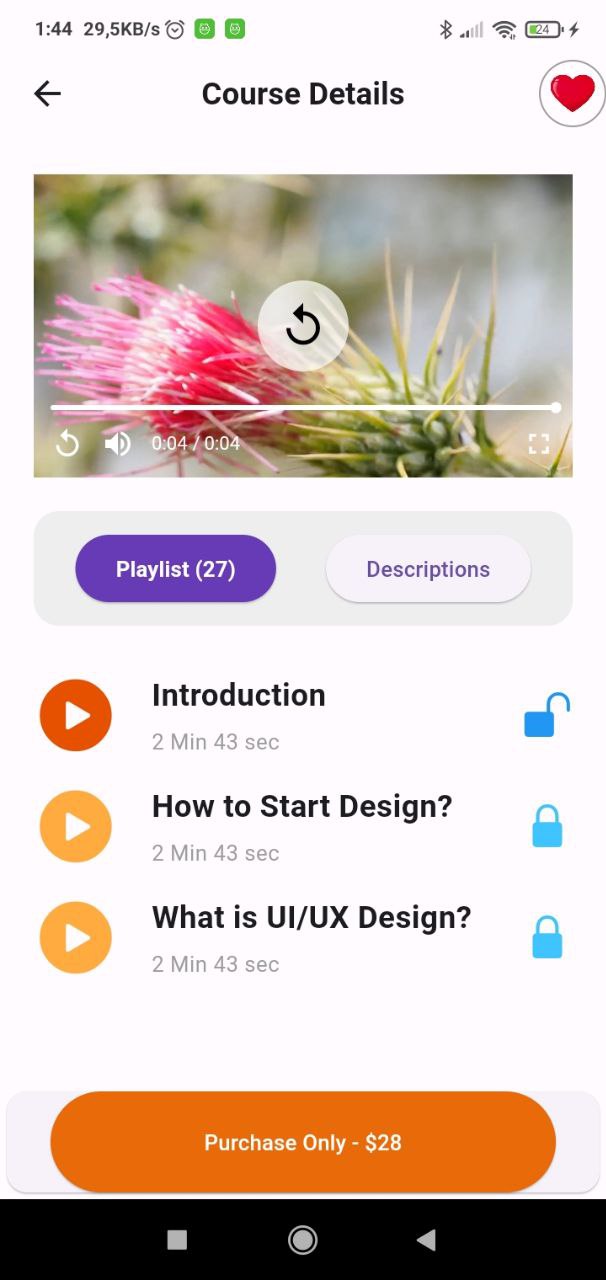 1:44 29,5KB/s 24
Course Details
0:04 / 0:04
Playlist (27)
Descriptions
Introduction
2 Min 43 sec
How to Start Design?
2 Min 43 sec
What is UI/UX Design?
2 Min 43 sec
Purchase Only - $28